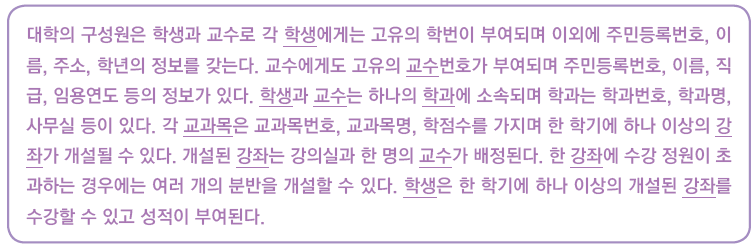 대학의 구성원은 학생과 교수로 각 학생에게는 고유의 학번이 부여되며 이외에 주민등록번호, 이
름, 주소, 학년의 정보를 갖는다. 교수에게도 고유의 교수번호가 부여되며 주민등록번호, 이름, 직
급, 임용연도 등의 정보가 있다. 학생과 교수는 하나의 학과에 소속되며 학과는 학과번호, 학과명,
사무실 등이 있다. 각 교과목은 교과목번호, 교과목명, 학점수를 가지며 한 학기에 하나 이상의 강
좌가 개설될 수 있다. 개설된 강좌는 강의실과 한 명의 교수가 배정된다. 한 강좌에 수강 정원이 초
과하는 경우에는 여러 개의 분반을 개설할 수 있다. 학생은 한 학기에 하나 이상의 개설된 강좌를
수강할 수 있고 성적이 부여된다.